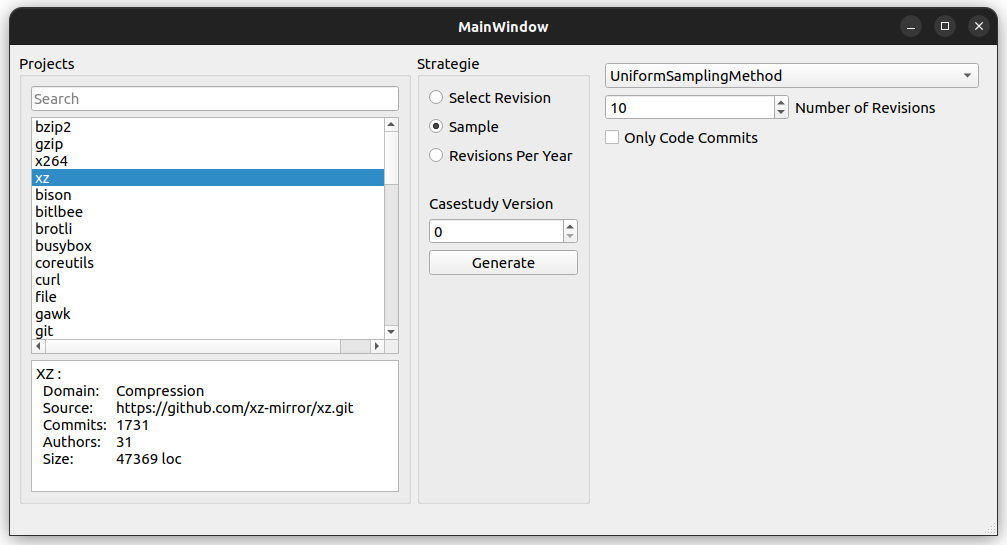 MainWindow
Projects
Search
bzip2
gzip
x264
xz
bison
bitlbee
brotli
busybox
coreutils
curl
file
gawk
git
XZ :
Domain: Compression
Source: https://github.com/xz-mirror/xz.git
Commits: 1731
Authors: 31
Size: 47369 loc
Strategie
Select Revision
Sample
Revisions Per Year
Casestudy Version
0
Generate
UniformSamplingMethod
10 Number of Revisions
Only Code Commits